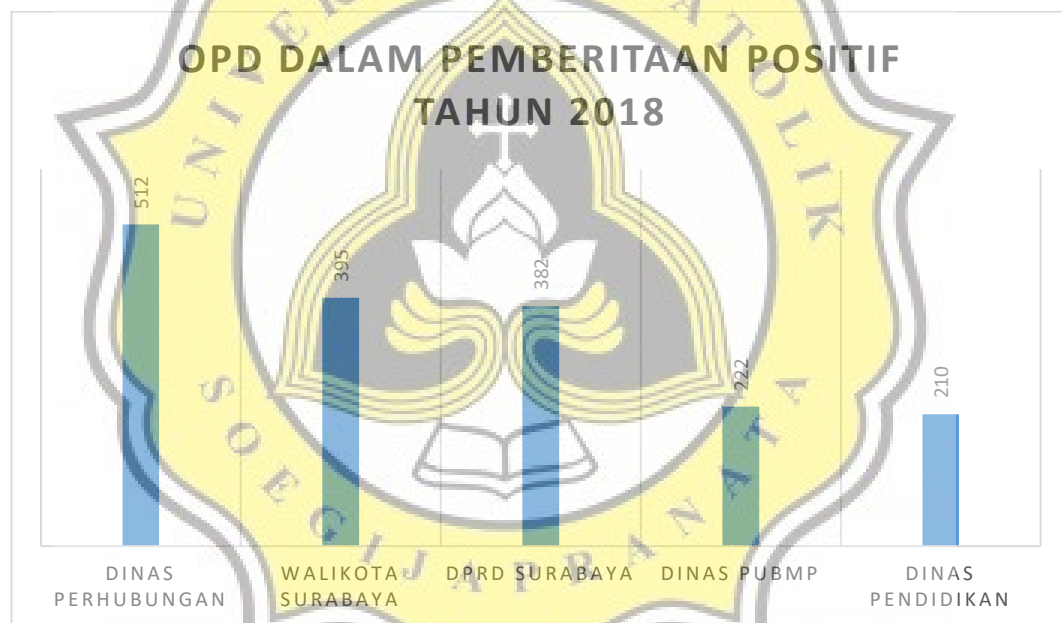 OPD DALAM PEMBERITAAN POSITIF
TAHUN 2018
512
395
382
222
210
DINAS
PERHUBUNGAN
WALIKOTA
SURABAYA
DPRD SURABAYA
DINAS PUBMP
DINAS
PENDIDIKAN
SOEGIJAPRANATA